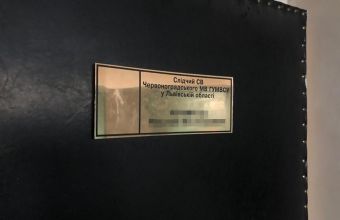 Слідчий СВ
Червоноградського МВ ГУМВСУ
у Львівській області